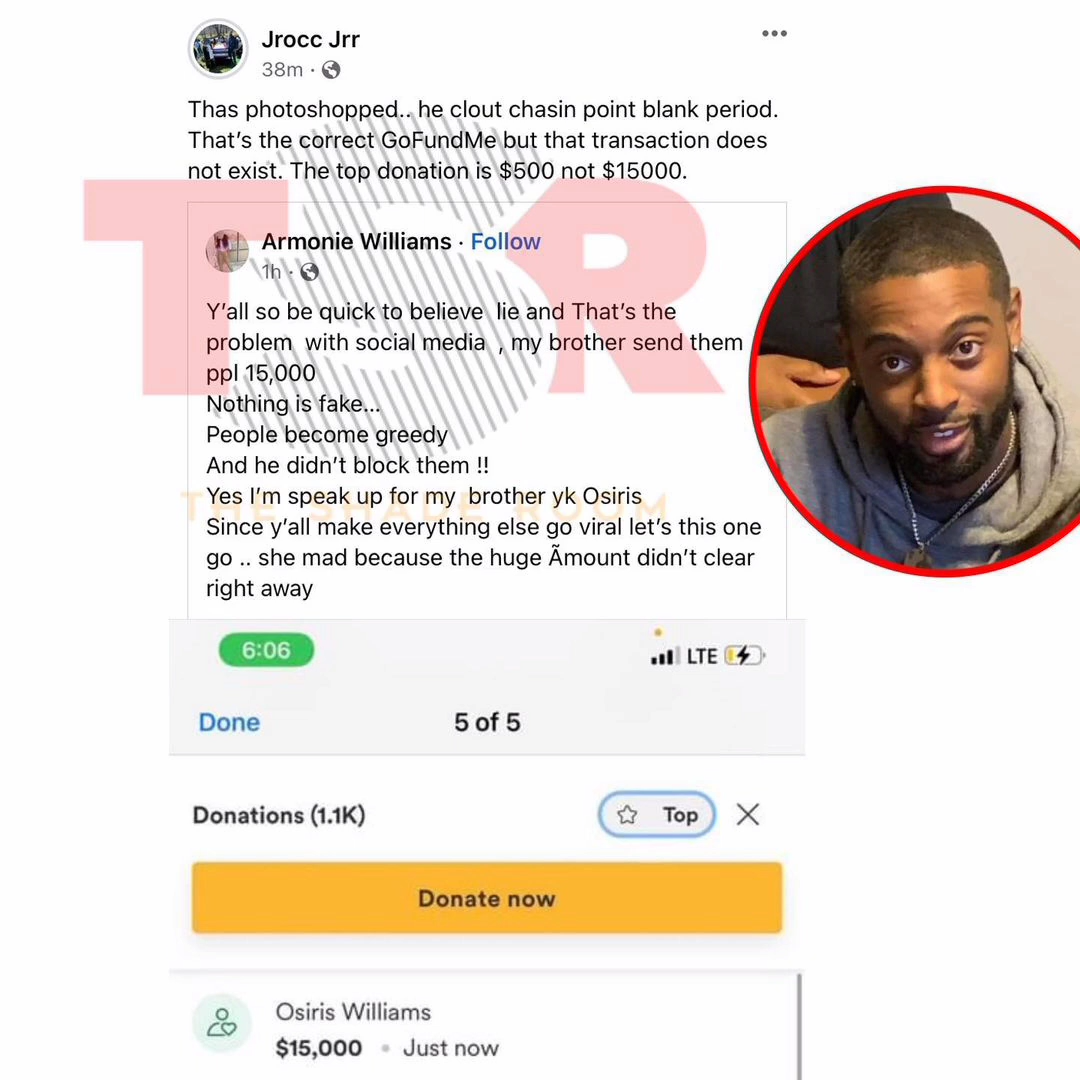 Jrocc Jrr
38m ·
Thas photoshopped.. he clout chasin point blank period.
That’s the correct GoFundMe but that transaction does
not exist. The top donation is $500 not $15000.
TSR
THE SHADE ROOM
Armonie Williams · Follow
1h ·
Y’all so be quick to believe lie and That’s the
problem with social media , my brother send them
ppl 15,000
Nothing is fake...
People become greedy
And he didn’t block them !!
Yes I’m speak up for my brother yk Osiris
Since y’all make everything else go viral let’s this one
go .. she mad because the huge Ãmount didn’t clear
right away
6:06
LTE
Done
5 of 5
Donations (1.1K)
Top
Donate now
Osiris Williams
$15,000 • Just now